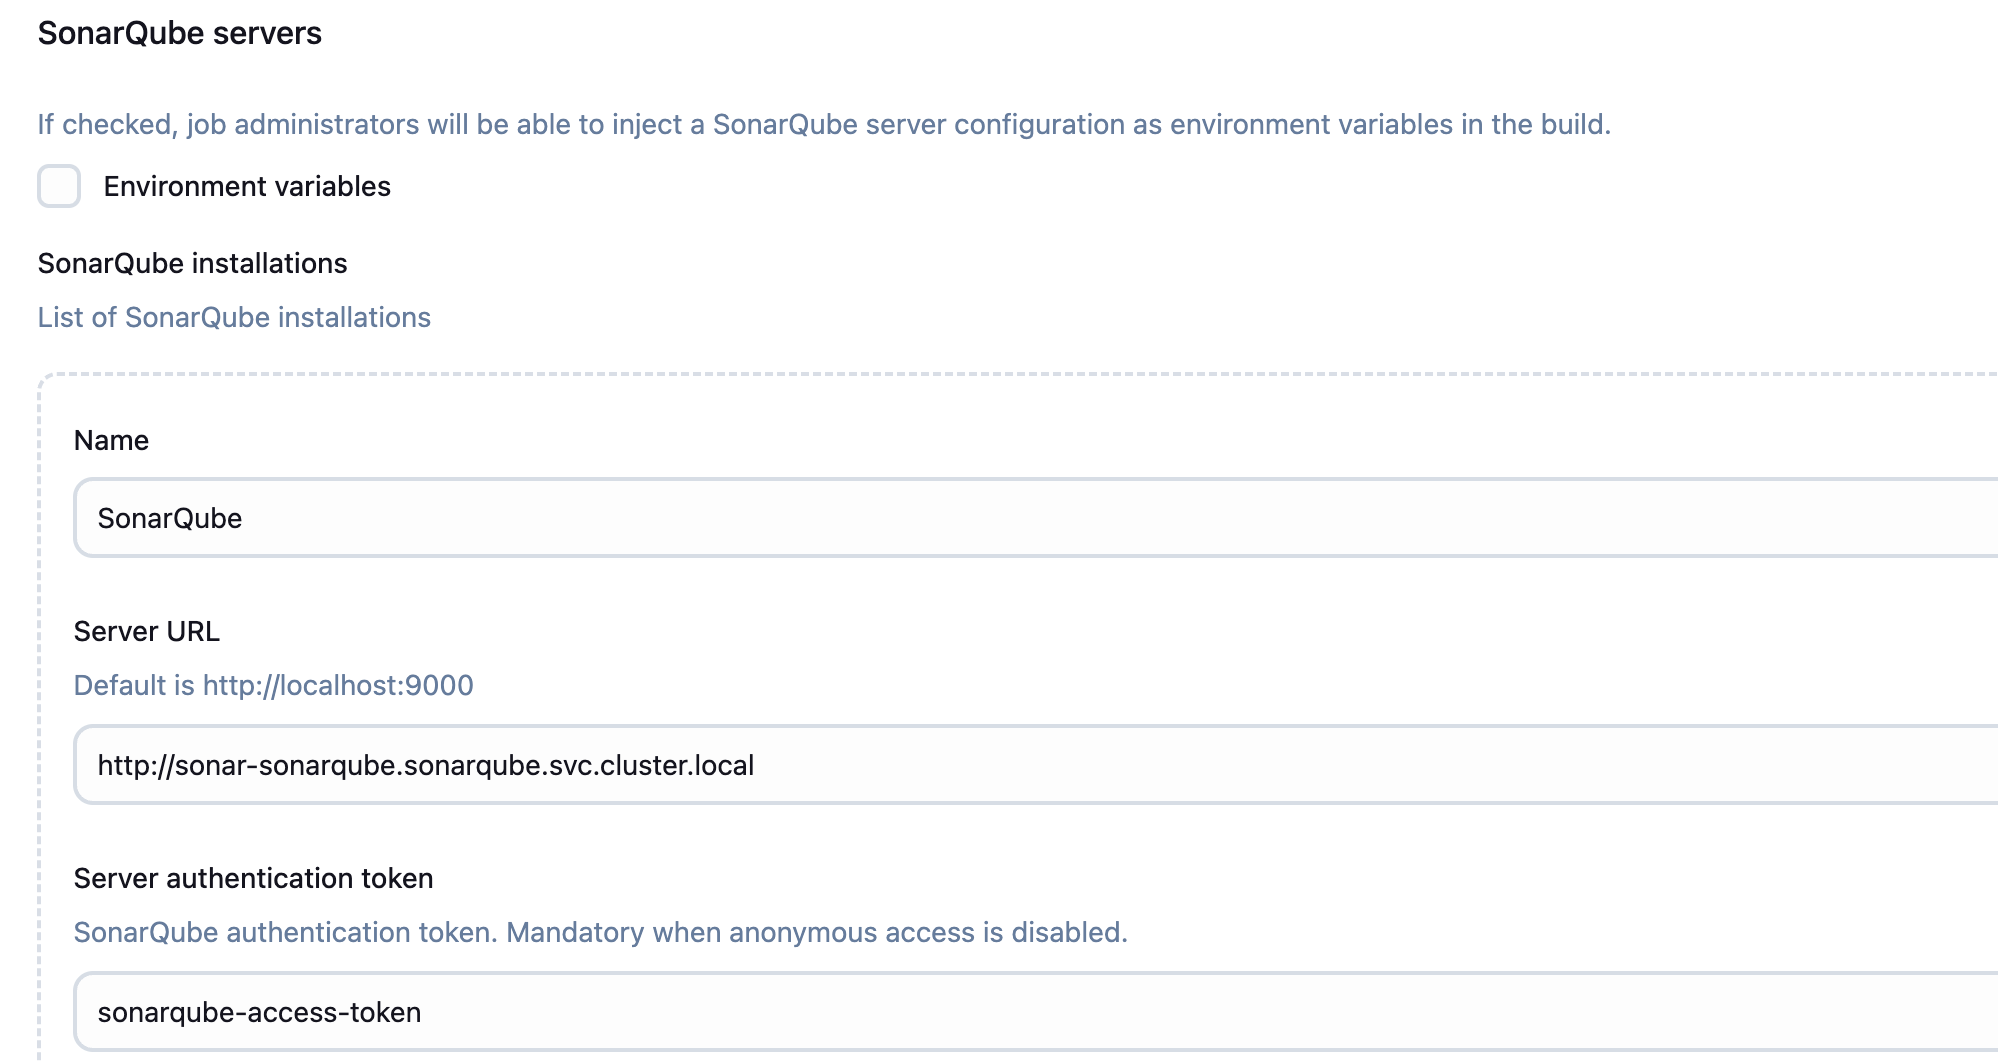 SonarQube servers
If checked, job administrators will be able to inject a SonarQube server configuration as environment variables in the build.
Environment variables
SonarQube installations
List of SonarQube installations
Name
SonarQube
Server URL
Default is http://localhost:9000
http://sonar-sonarqube.sonarqube.svc.cluster.local
Server authentication token
SonarQube authentication token. Mandatory when anonymous access is disabled.
sonarqube-access-token